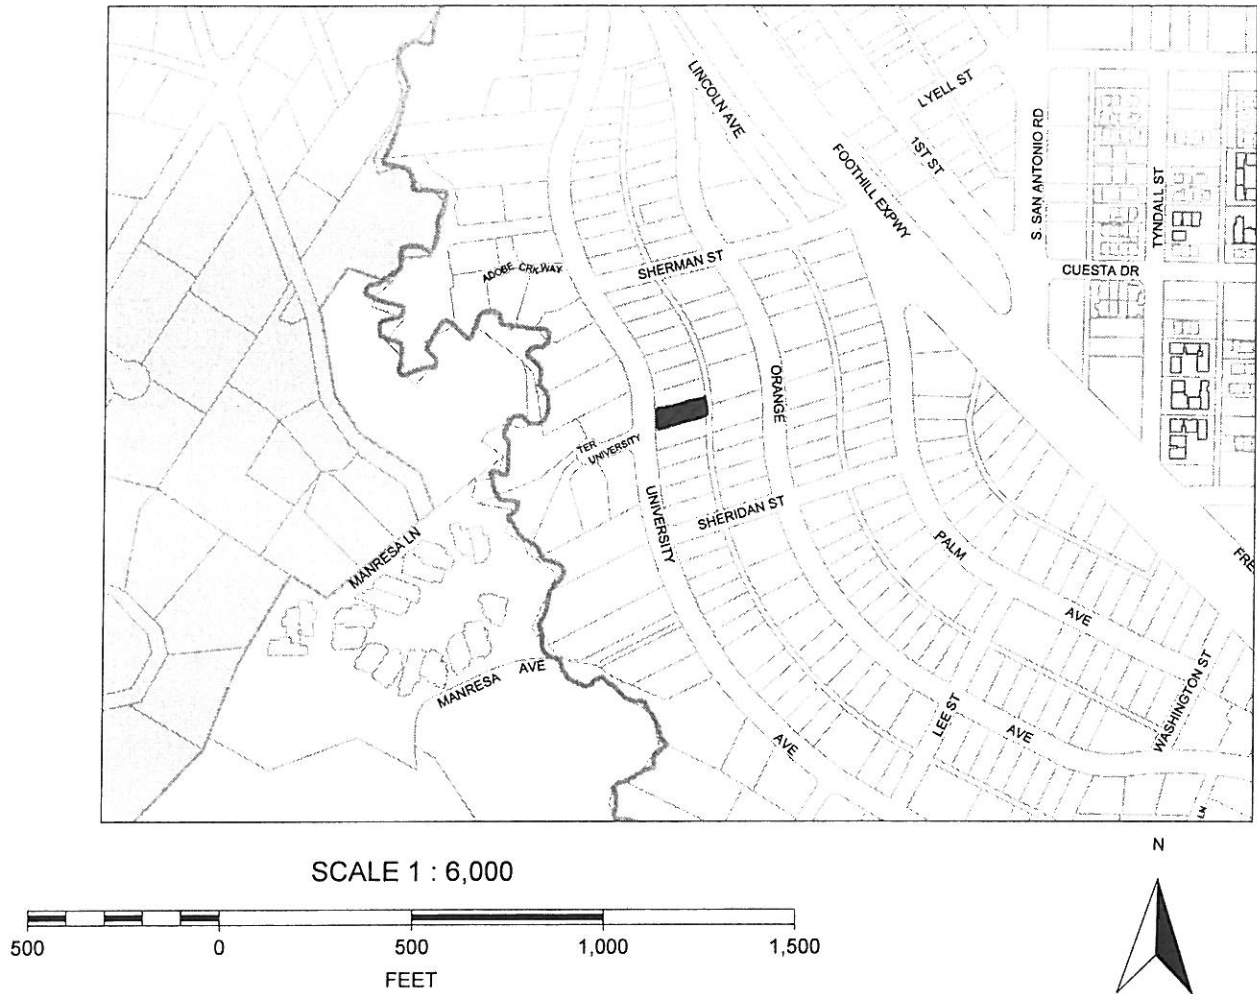 LINCOLN AVE
LYELL ST
1ST ST
FOOTHILL EXPWY
S. SAN ANTONIO RD
TYNDALL ST
CUESTA DR
SHERMAN ST
ADOBE CRK WAY
ORANGE
TER
UNIVERSITY
UNIVERSITY
SHERIDAN ST
MANRESA LN
PALM
FRE
AVE
MANRESA AVE
WASHINGTON ST
LEE ST
AVE
AVE
LN
SCALE 1 : 6,000
500 0 500 1,000 1,500
FEET
N